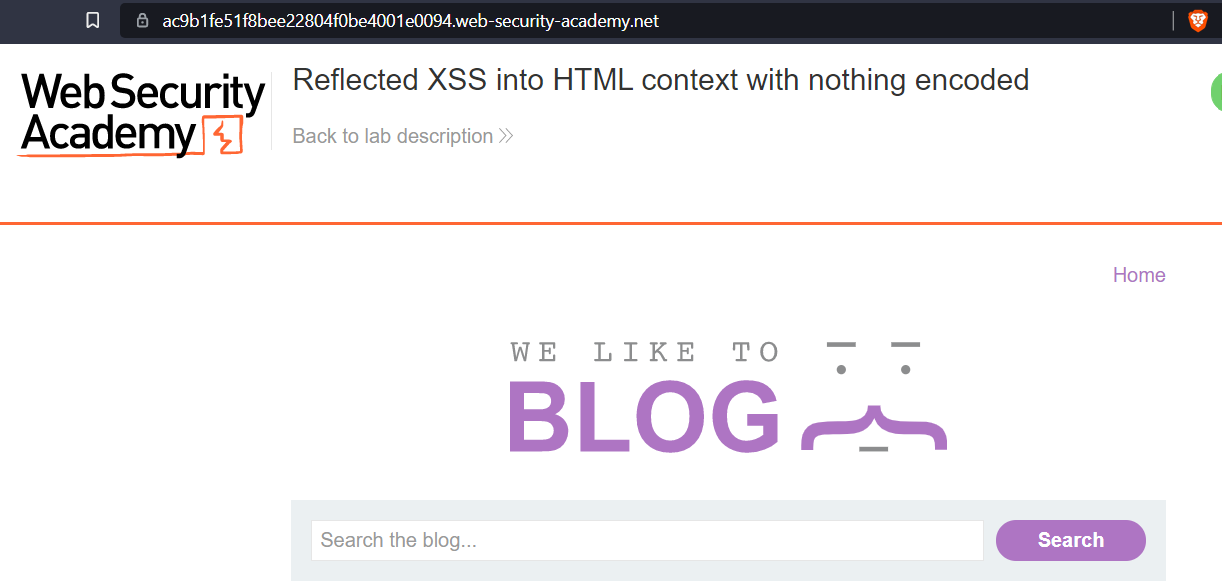 ac9b1fe51f8bee22804f0be4001e0094.web-security-academy.net
Web Security
Academy
Reflected XSS into HTML context with nothing encoded
Back to lab description
Home
WE LIKE TO
BLOG
Search the blog...
Search